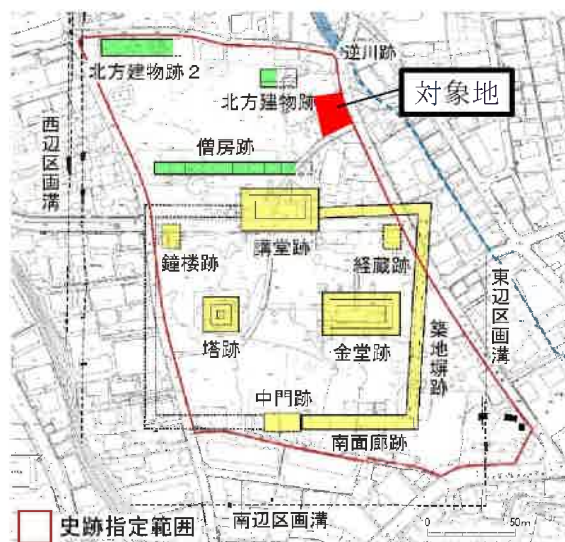 逆川跡
北方建物跡2
北方建物跡
対象地
西辺区画溝
僧房跡
講堂跡
鐘楼跡
経蔵跡
東辺区画溝
塔跡
金堂跡
築地塀跡
中門跡
南面廊跡
史跡指定範囲
南辺区画溝
0 50m